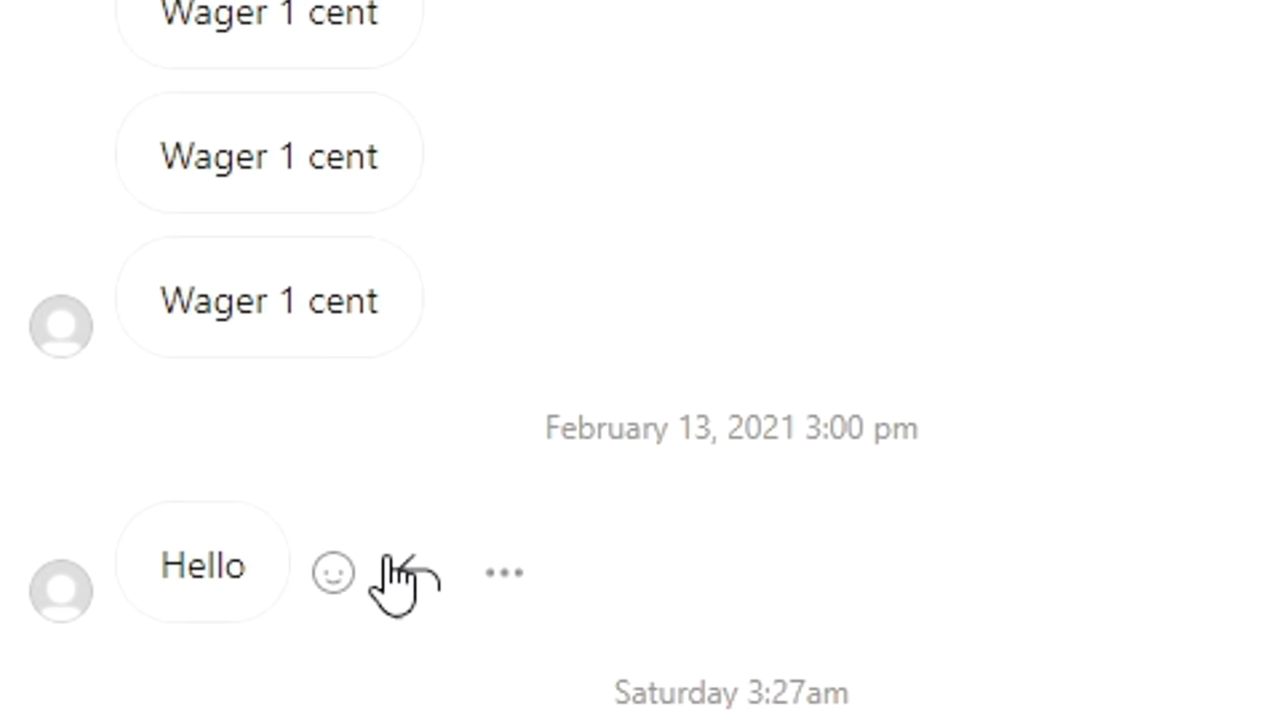 Wager 1 cent
Wager 1 cent
Wager 1 cent
February 13, 2021 3:00 pm
Hello
Saturday 3:27am